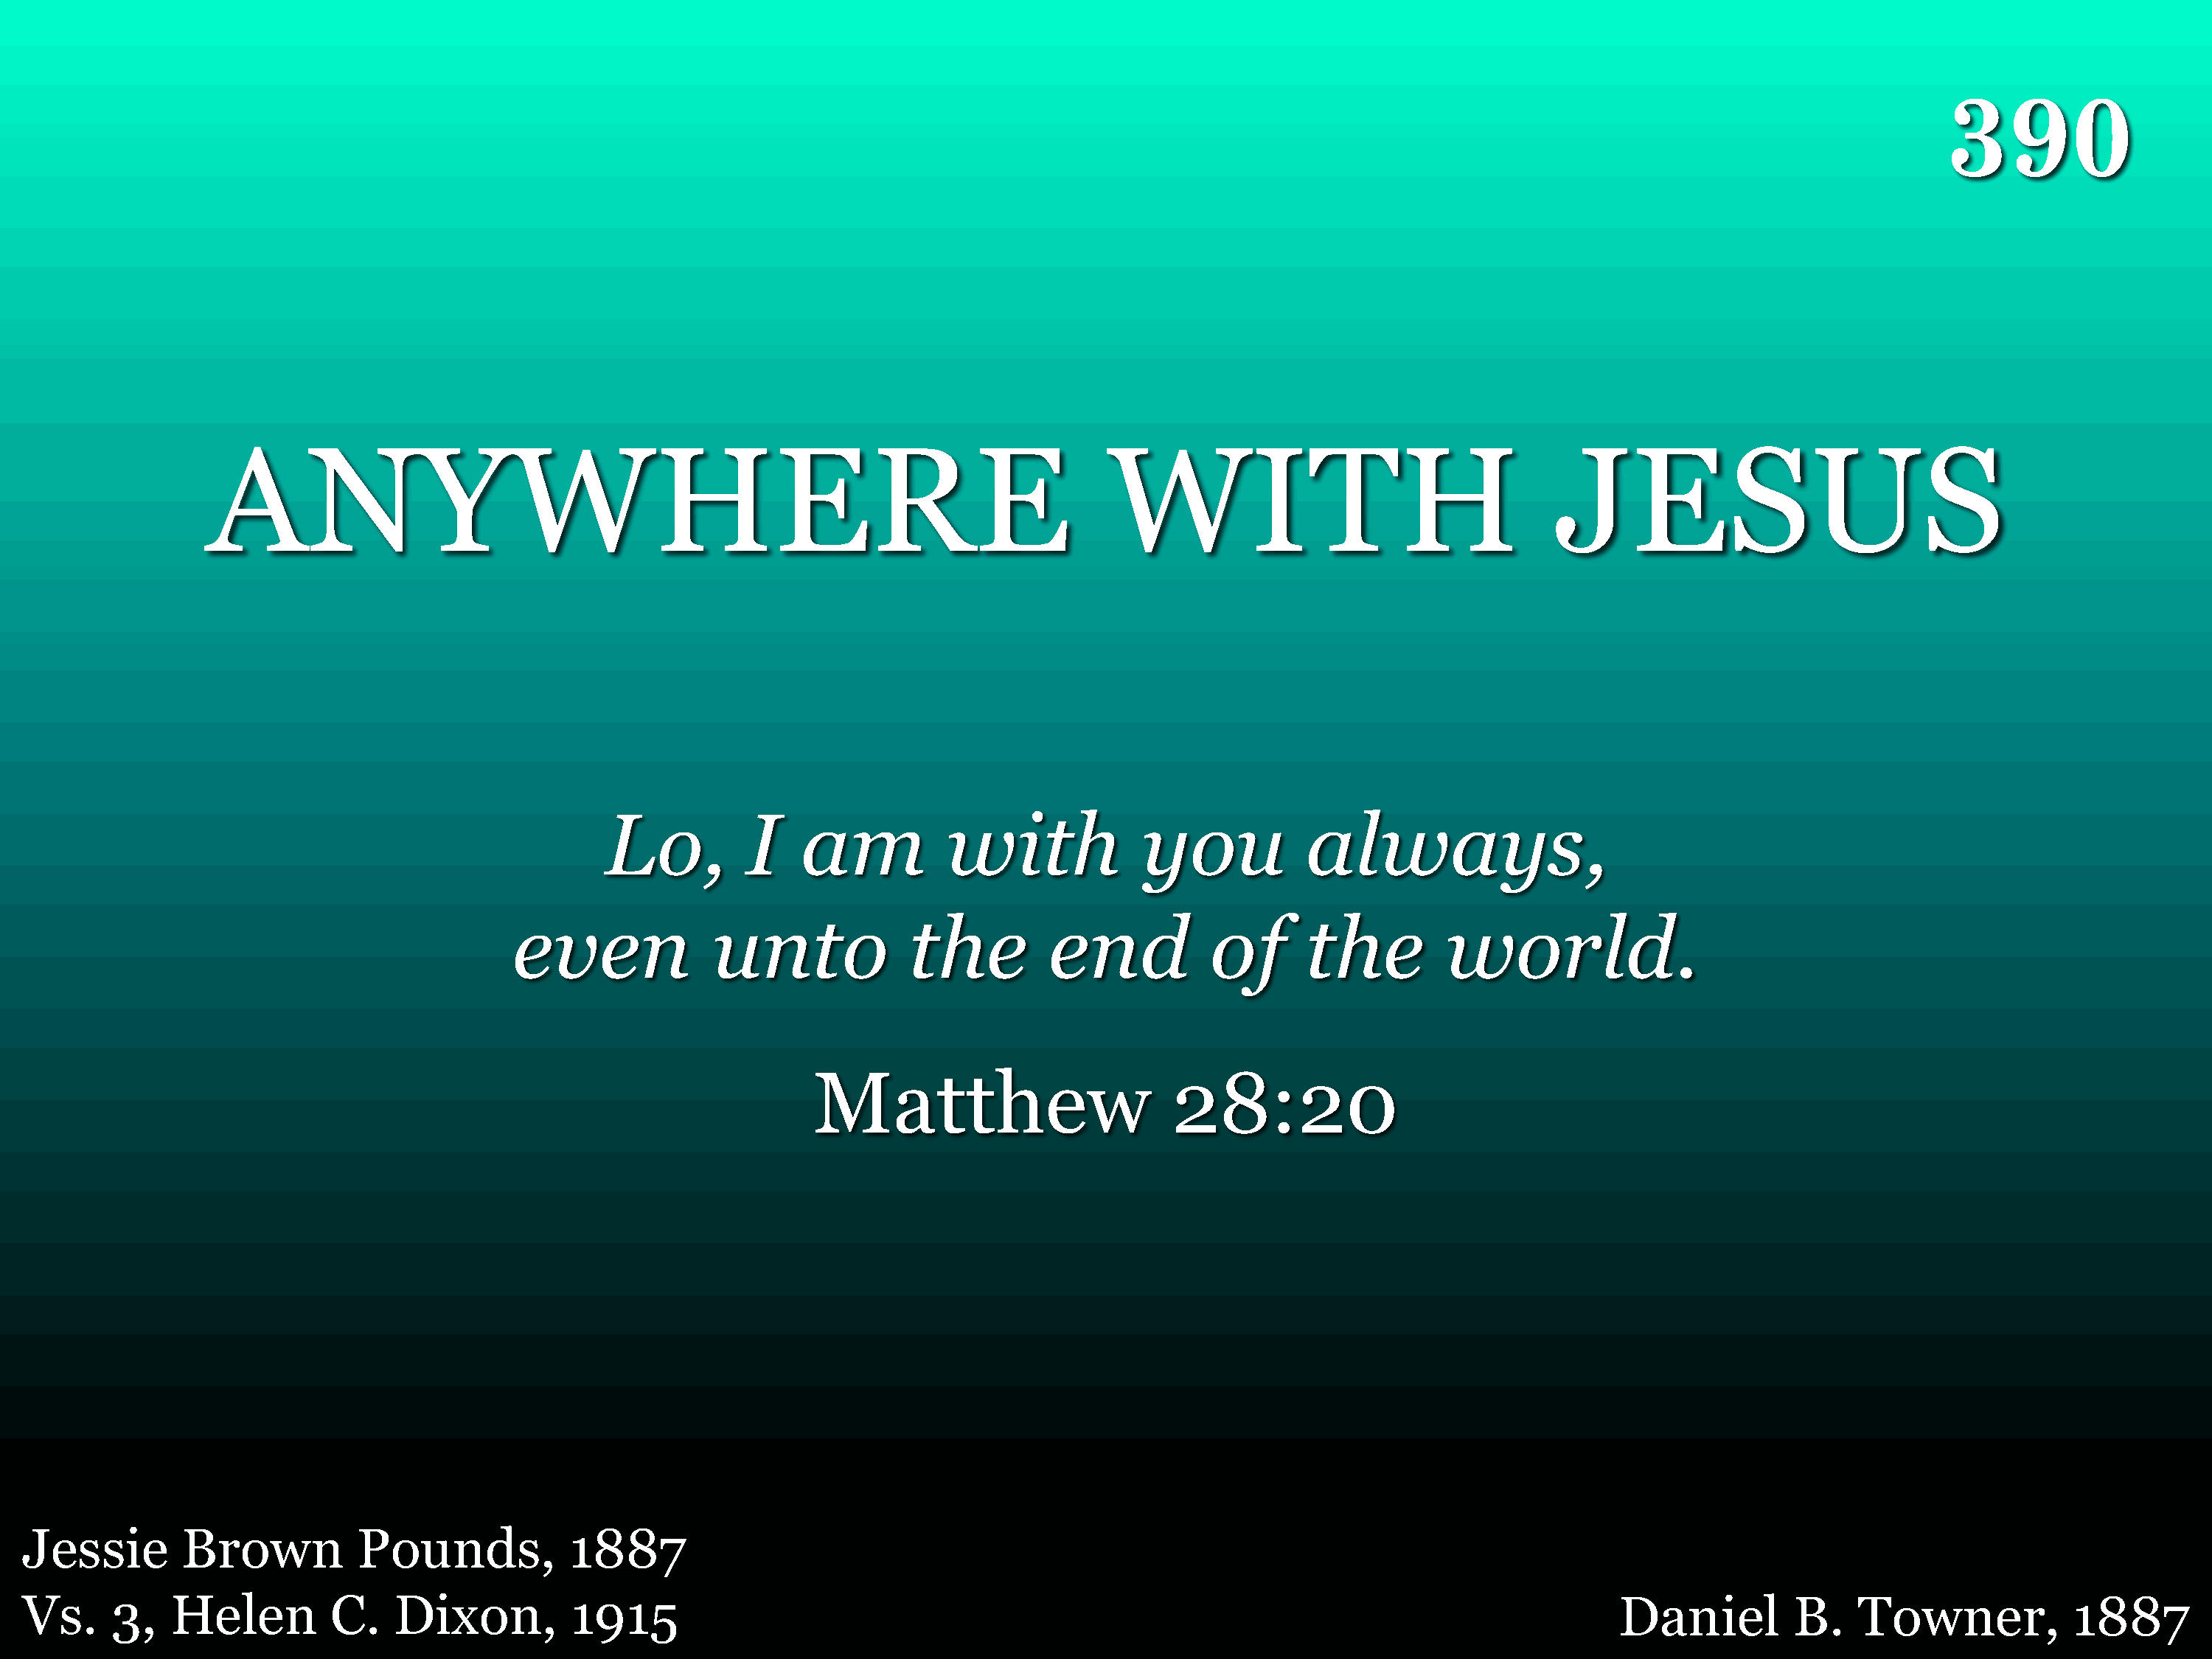 390
ANYWHERE WITH JESUS
Lo, I am with you always,
even unto the end of the world.
Matthew 28:20
Jessie Brown Pounds, 1887
Vs. 3, Helen C. Dixon, 1915
Daniel B. Towner, 1887